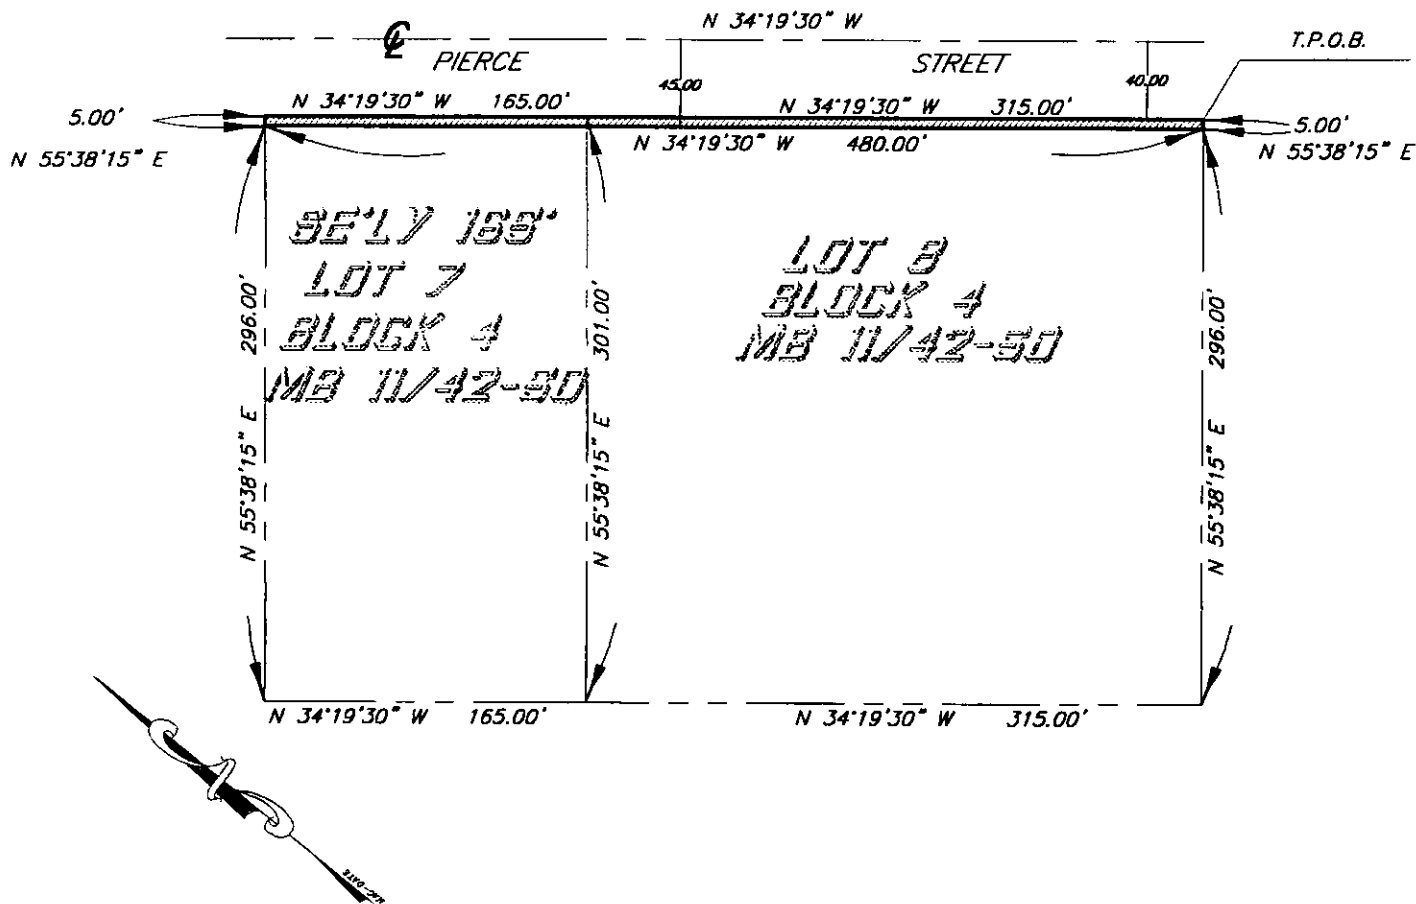 N 34°19'30" W
℄
PIERCE
STREET
T.P.O.B.
45.00
40.00
N 34°19'30" W 165.00'
N 34°19'30" W 315.00'
5.00'
5.00'
N 34°19'30" W 480.00'
N 55°38'15" E
N 55°38'15" E
SE'LY 165'
LOT 7
BLOCK 4
MB 11/42-50
LOT 8
BLOCK 4
MB 11/42-50
N 55°38'15" E 296.00'
N 55°38'15" E 301.00'
N 55°38'15" E 296.00'
N 34°19'30" W 165.00'
N 34°19'30" W 315.00'